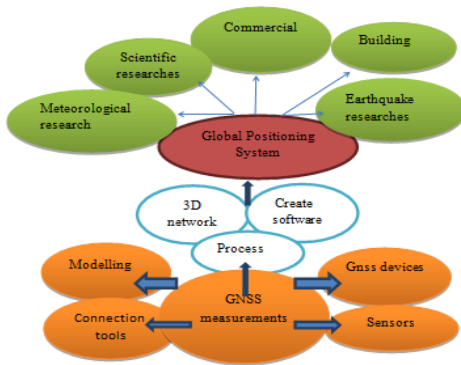 Commercial
Building
Scientific
researches
Meteorological
research
Earthquake
researches
Global Positioning
System
3D
network
Create
software
Process
Modelling
Gnss devices
GNSS
measurements
Connection
tools
Sensors